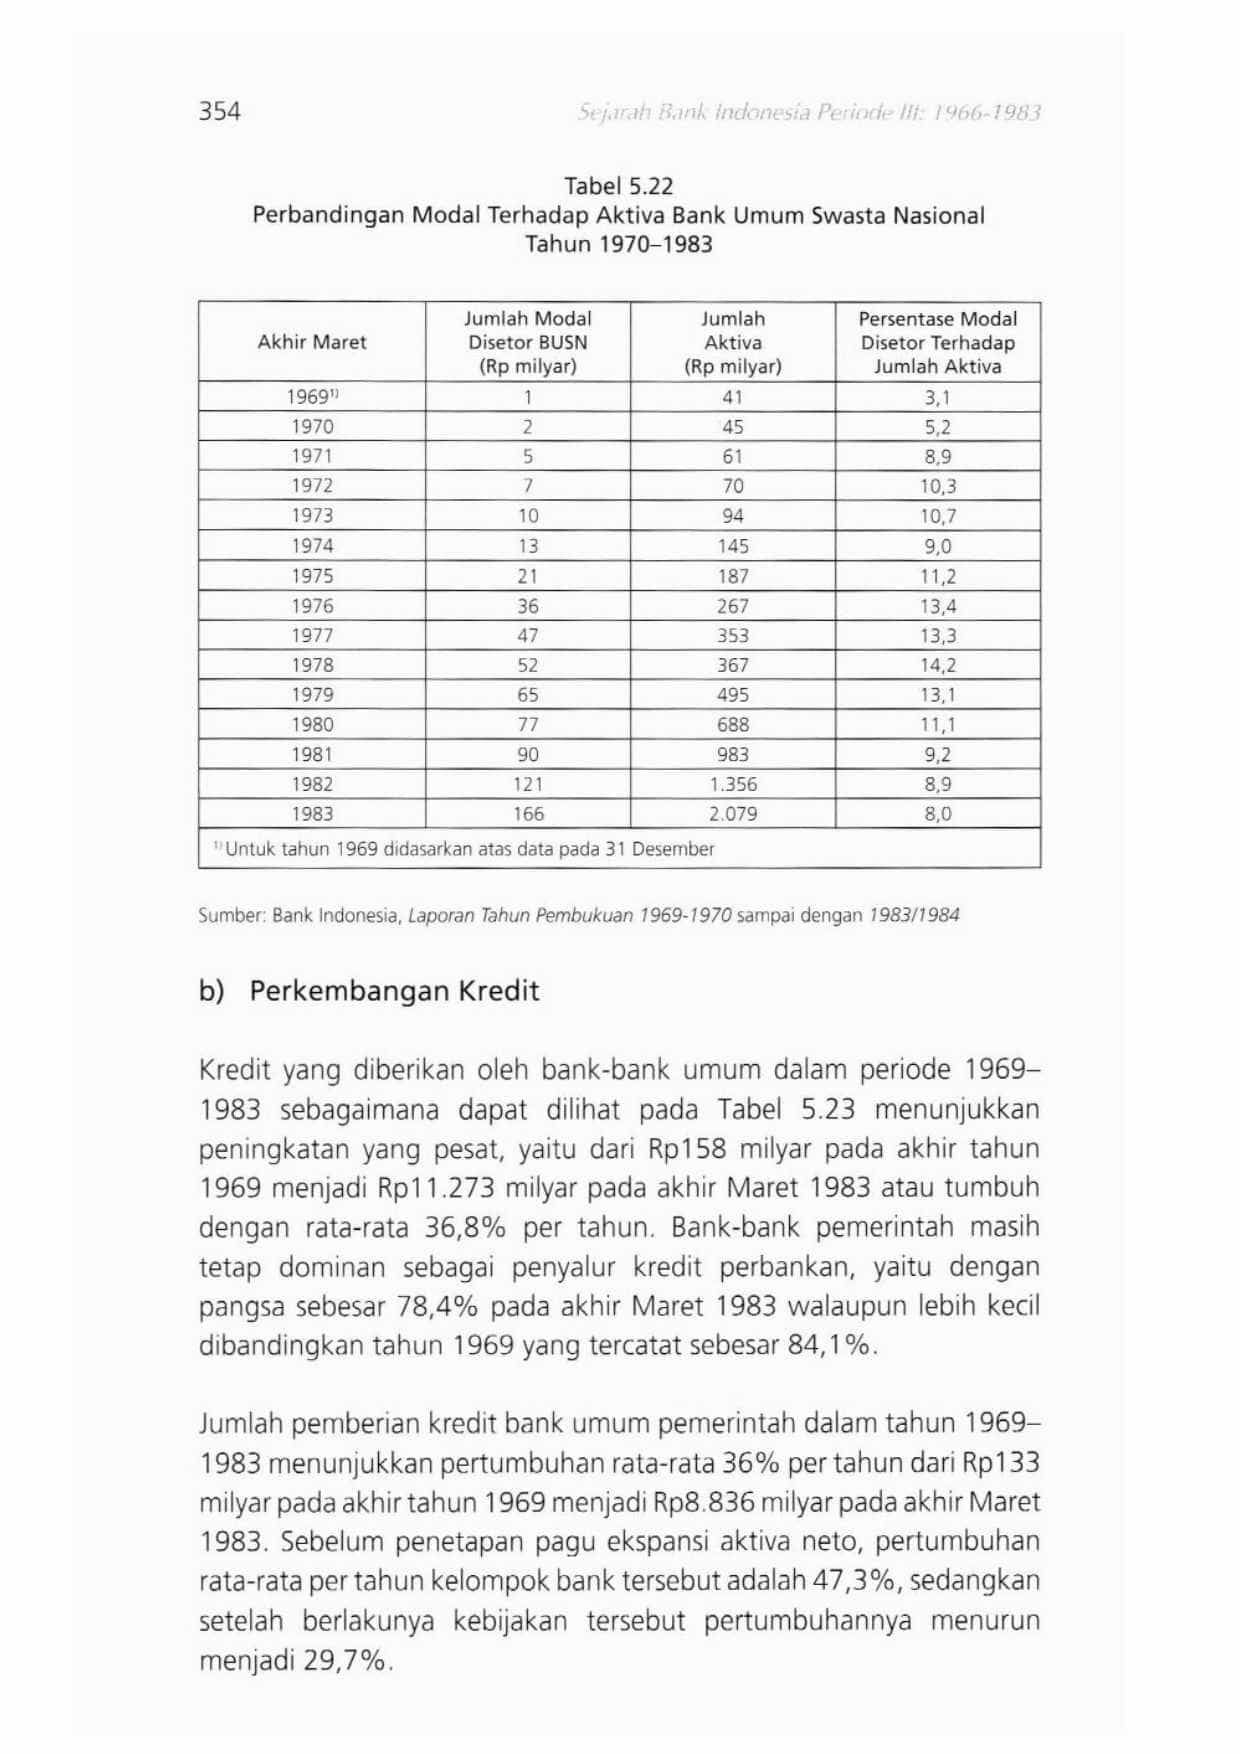 354
Sejarah Bank Indonesia Periode III: 1966-1983
Tabel 5.22
Perbandingan Modal Terhadap Aktiva Bank Umum Swasta Nasional
Tahun 1970–1983
Akhir Maret | Jumlah Modal Disetor BUSN (Rp milyar) | Jumlah Aktiva (Rp milyar) | Persentase Modal Disetor Terhadap Jumlah Aktiva
1969¹⁾ 1 41 3,1
1970 2 45 5,2
1971 5 61 8,9
1972 7 70 10,3
1973 10 94 10,7
1974 13 145 9,0
1975 21 187 11,2
1976 36 267 13,4
1977 47 353 13,3
1978 52 367 14,2
1979 65 495 13,1
1980 77 688 11,1
1981 90 983 9,2
1982 121 1.356 8,9
1983 166 2.079 8,0
¹⁾ Untuk tahun 1969 didasarkan atas data pada 31 Desember
Sumber: Bank Indonesia, Laporan Tahun Pembukuan 1969-1970 sampai dengan 1983/1984
b) Perkembangan Kredit
Kredit yang diberikan oleh bank-bank umum dalam periode 1969–
1983 sebagaimana dapat dilihat pada Tabel 5.23 menunjukkan
peningkatan yang pesat, yaitu dari Rp158 milyar pada akhir tahun
1969 menjadi Rp11.273 milyar pada akhir Maret 1983 atau tumbuh
dengan rata-rata 36,8% per tahun. Bank-bank pemerintah masih
tetap dominan sebagai penyalur kredit perbankan, yaitu dengan
pangsa sebesar 78,4% pada akhir Maret 1983 walaupun lebih kecil
dibandingkan tahun 1969 yang tercatat sebesar 84,1%.
Jumlah pemberian kredit bank umum pemerintah dalam tahun 1969–
1983 menunjukkan pertumbuhan rata-rata 36% per tahun dari Rp133
milyar pada akhir tahun 1969 menjadi Rp8.836 milyar pada akhir Maret
1983. Sebelum penetapan pagu ekspansi aktiva neto, pertumbuhan
rata-rata per tahun kelompok bank tersebut adalah 47,3%, sedangkan
setelah berlakunya kebijakan tersebut pertumbuhannya menurun
menjadi 29,7%.